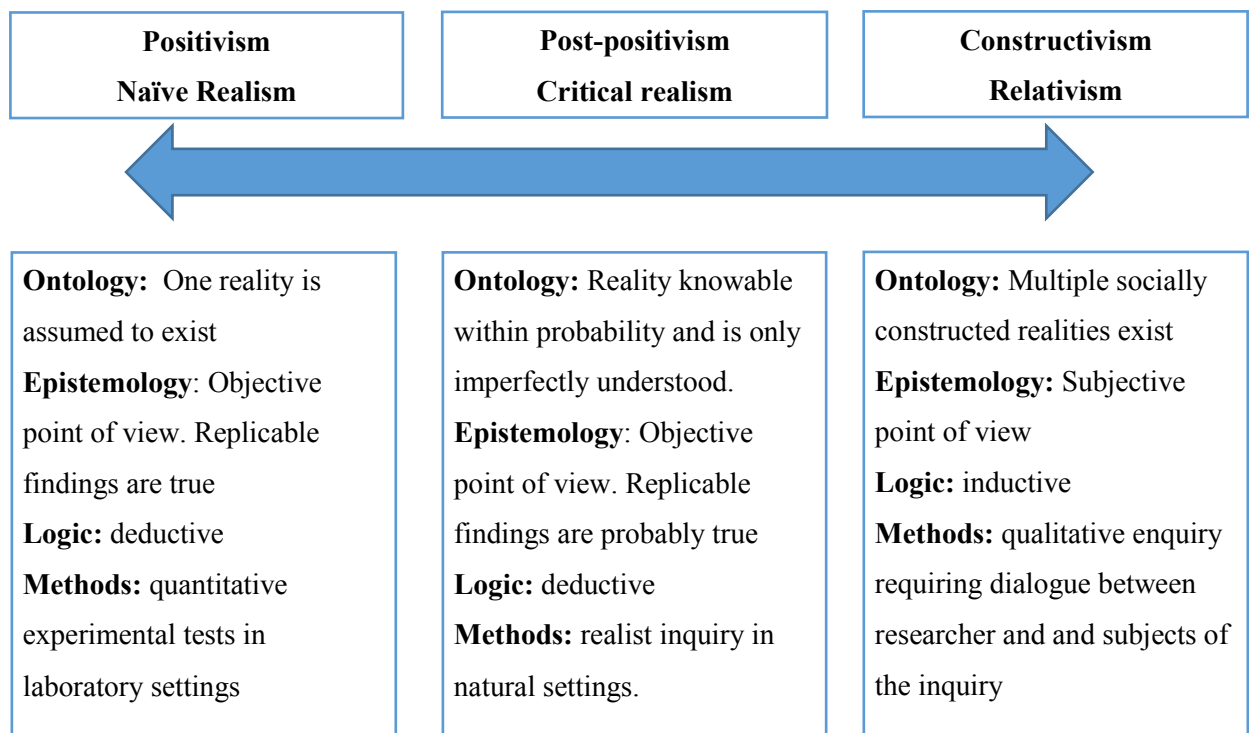 Positivism
Naïve Realism
Post-positivism
Critical realism
Constructivism
Relativism
Ontology:  One reality is
assumed to exist
Epistemology: Objective
point of view. Replicable
findings are true
Logic: deductive
Methods: quantitative
experimental tests in
laboratory settings
Ontology: Reality knowable
within probability and is only
imperfectly understood.
Epistemology: Objective
point of view. Replicable
findings are probably true
Logic: deductive
Methods: realist inquiry in
natural settings.
Ontology: Multiple socially
constructed realities exist
Epistemology: Subjective
point of view
Logic: inductive
Methods: qualitative enquiry
requiring dialogue between
researcher and and subjects of
the inquiry